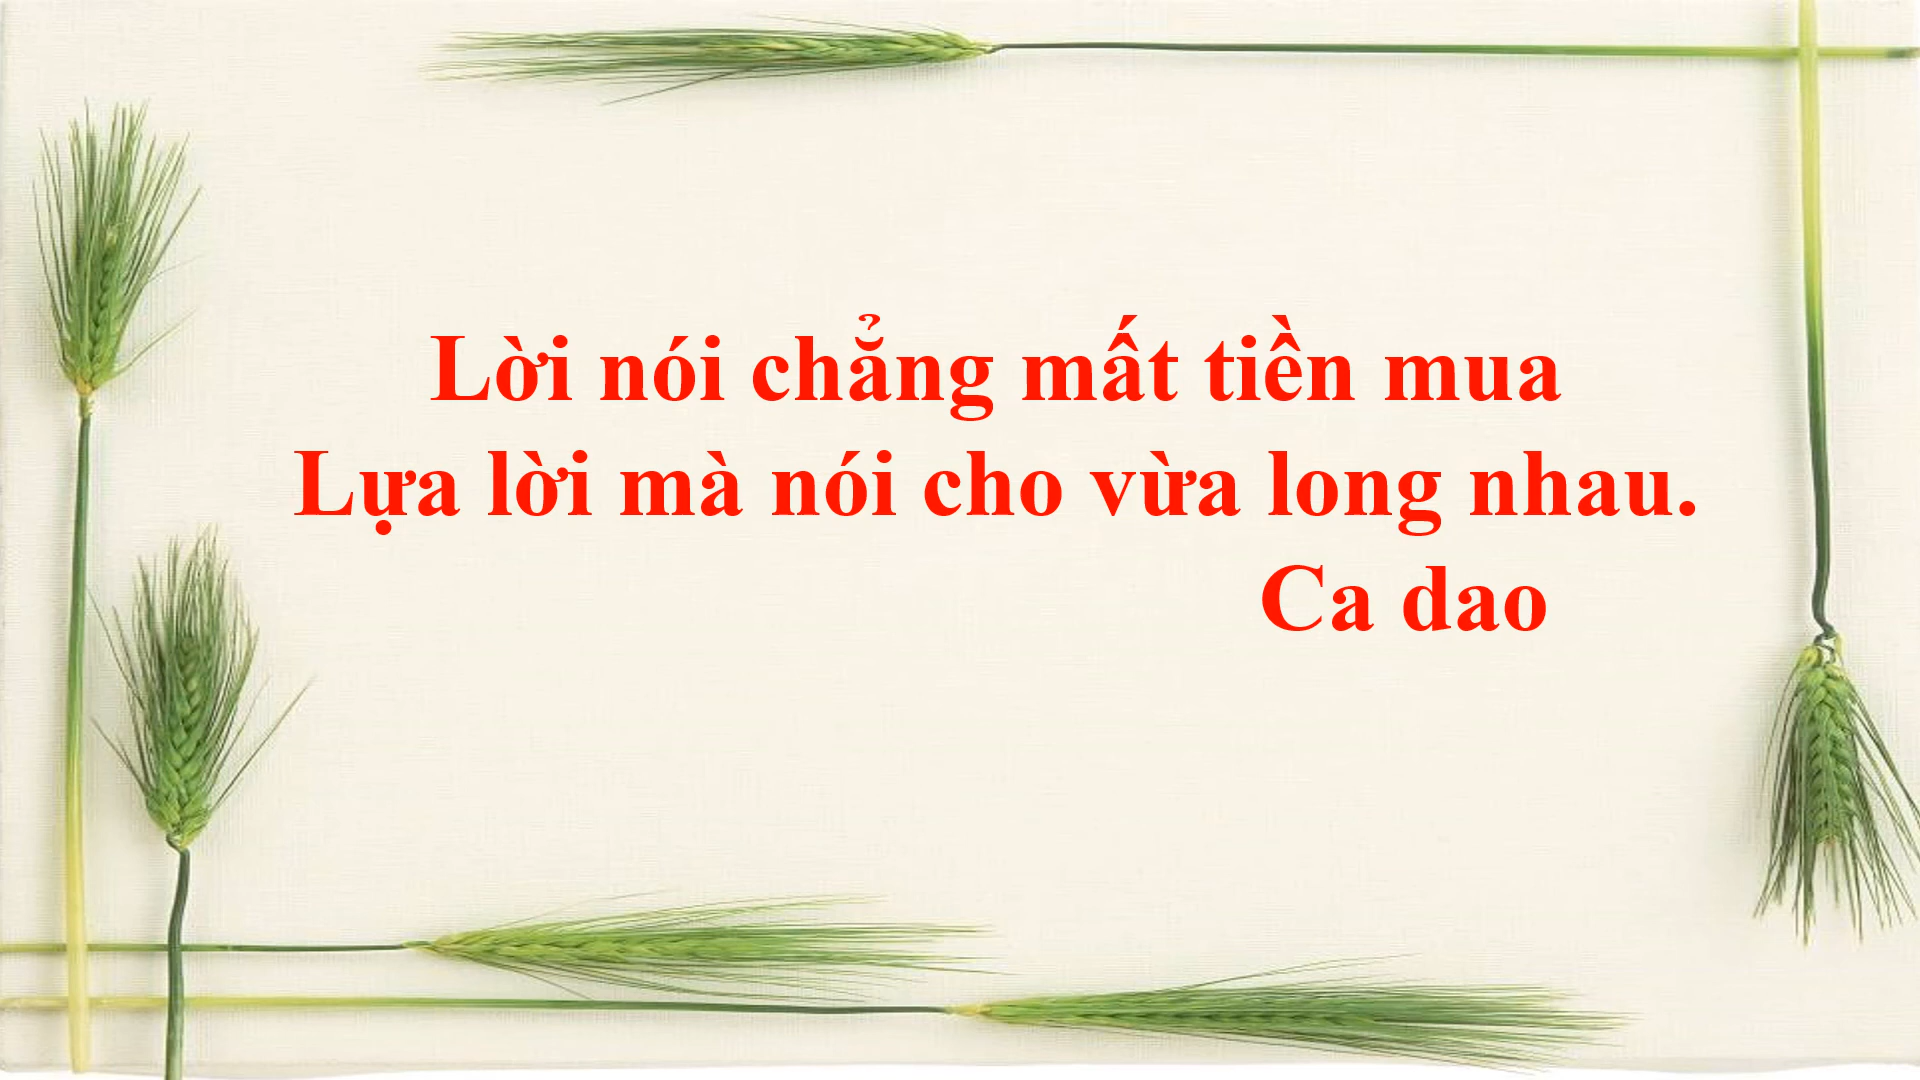 Lời nói chẳng mất tiền mua
Lựa lời mà nói cho vừa long nhau.
Ca dao